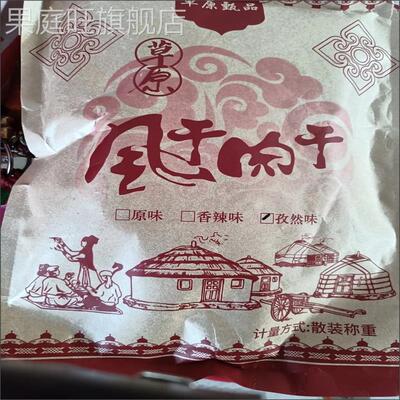 果庭旺旗舰店
草原甄品
草原
风干肉干
原味 香辣味 孜然味
计量方式:散装称重